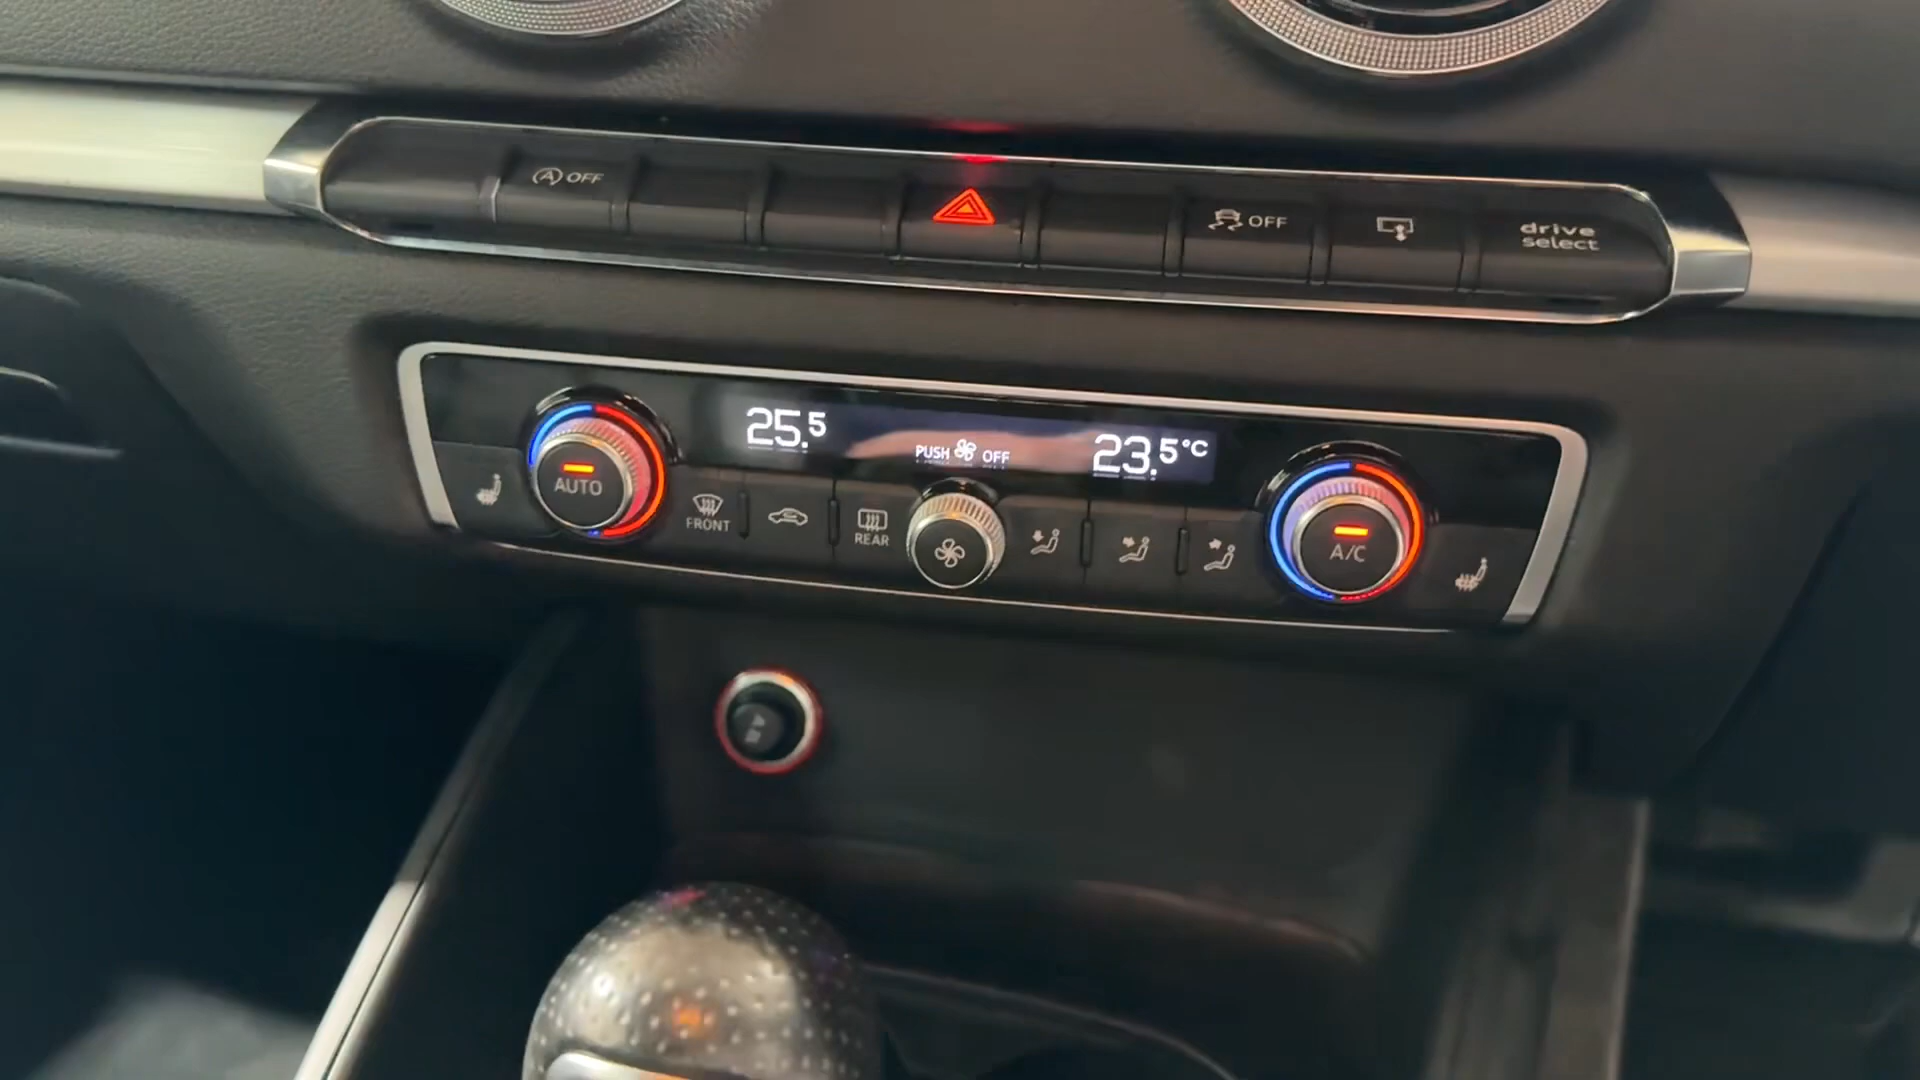 OFF
OFF
drive
select
25.5
PUSH OFF
23.5°C
AUTO
FRONT
REAR
A/C